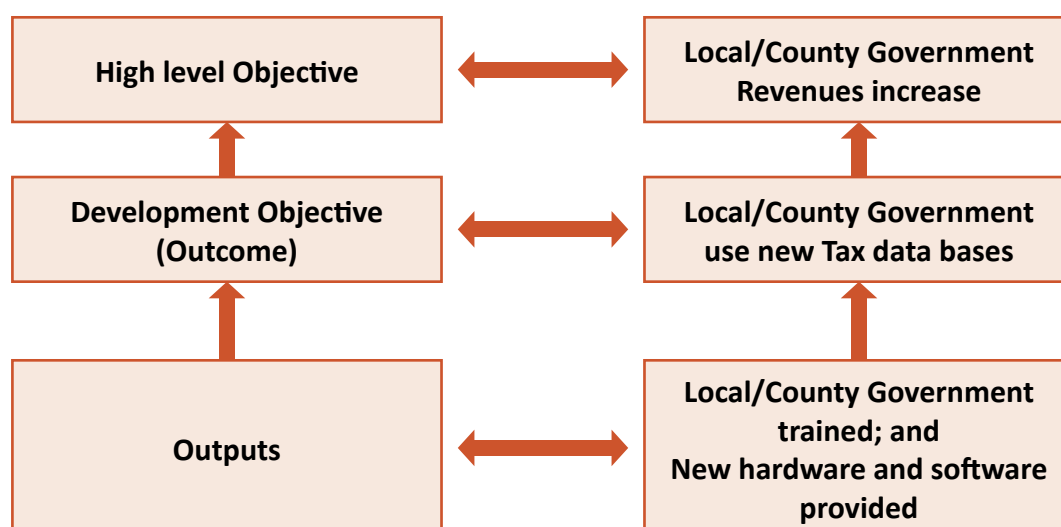 High level Objective
Local/County Government
Revenues increase
Development Objective
(Outcome)
Local/County Government
use new Tax data bases
Outputs
Local/County Government
trained; and
New hardware and software
provided